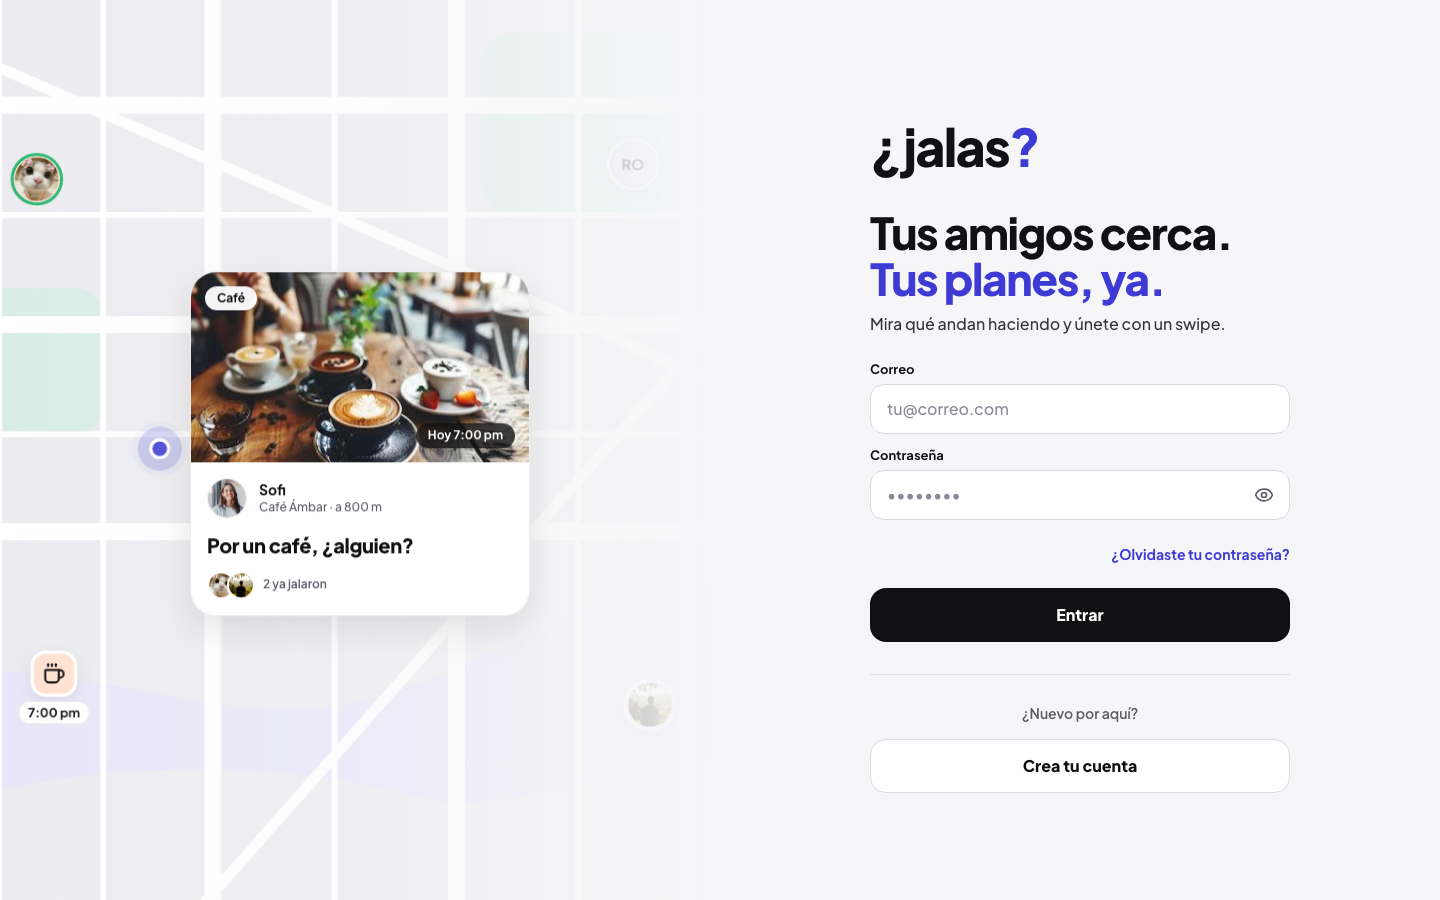 RO
Café
Hoy 7:00 pm
Sofi
Café Ámbar · a 800 m
Por un café, ¿alguien?
2 ya jalaron
7:00 pm
¿jalas?
Tus amigos cerca.
Tus planes, ya.
Mira qué andan haciendo y únete con un swipe.
Correo
tu@correo.com
Contraseña
¿Olvidaste tu contraseña?
Entrar
¿Nuevo por aquí?
Crea tu cuenta